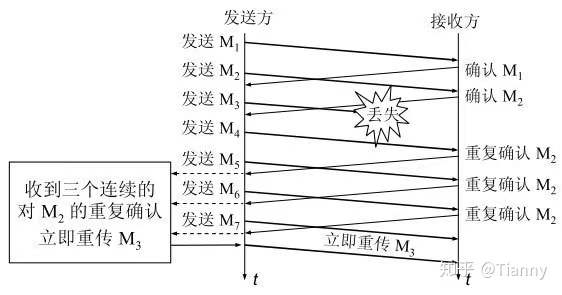 发送方
接收方
发送 M1
确认 M1
发送 M2
确认 M2
发送 M3
丢失
发送 M4
重复确认 M2
发送 M5
重复确认 M2
发送 M6
重复确认 M2
发送 M7
收到三个连续的
对 M2 的重复确认
立即重传 M3
立即重传 M3
t
t
知乎 @Tianny